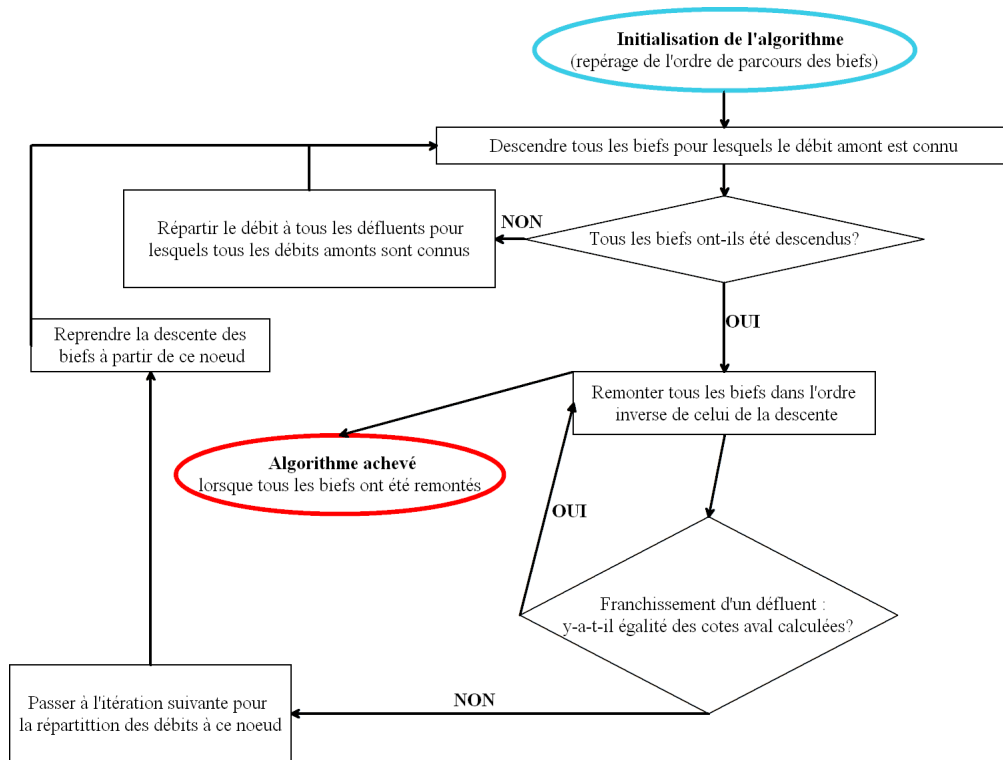 Initialisation de l'algorithme
(repérage de l'ordre de parcours des biefs)
Descendre tous les biefs pour lesquels le débit amont est connu
Répartir le débit à tous les défluents pour
lesquels tous les débits amonts sont connus
NON
Tous les biefs ont-ils été descendus?
OUI
Reprendre la descente des
biefs à partir de ce noeud
Remonter tous les biefs dans l'ordre
inverse de celui de la descente
Algorithme achevé
lorsque tous les biefs ont été remontés
OUI
Franchissement d'un défluent :
y-a-t-il égalité des cotes aval calculées?
NON
Passer à l'itération suivante pour
la répartittion des débits à ce noeud